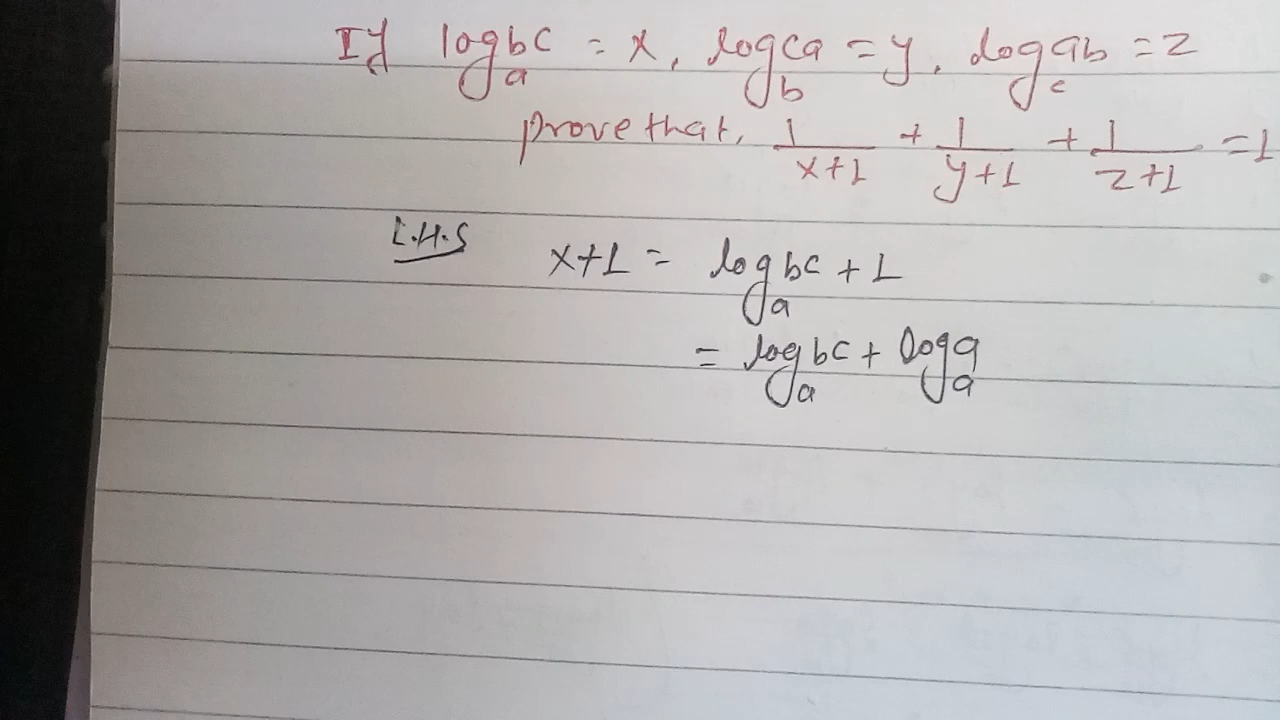 If log_a bc = x, log_b ca = y, log_c ab = z
prove that, 1/(x+1) + 1/(y+1) + 1/(z+1) = 1
L.H.S x+1 = log_a bc + 1
= log_a bc + log_a a